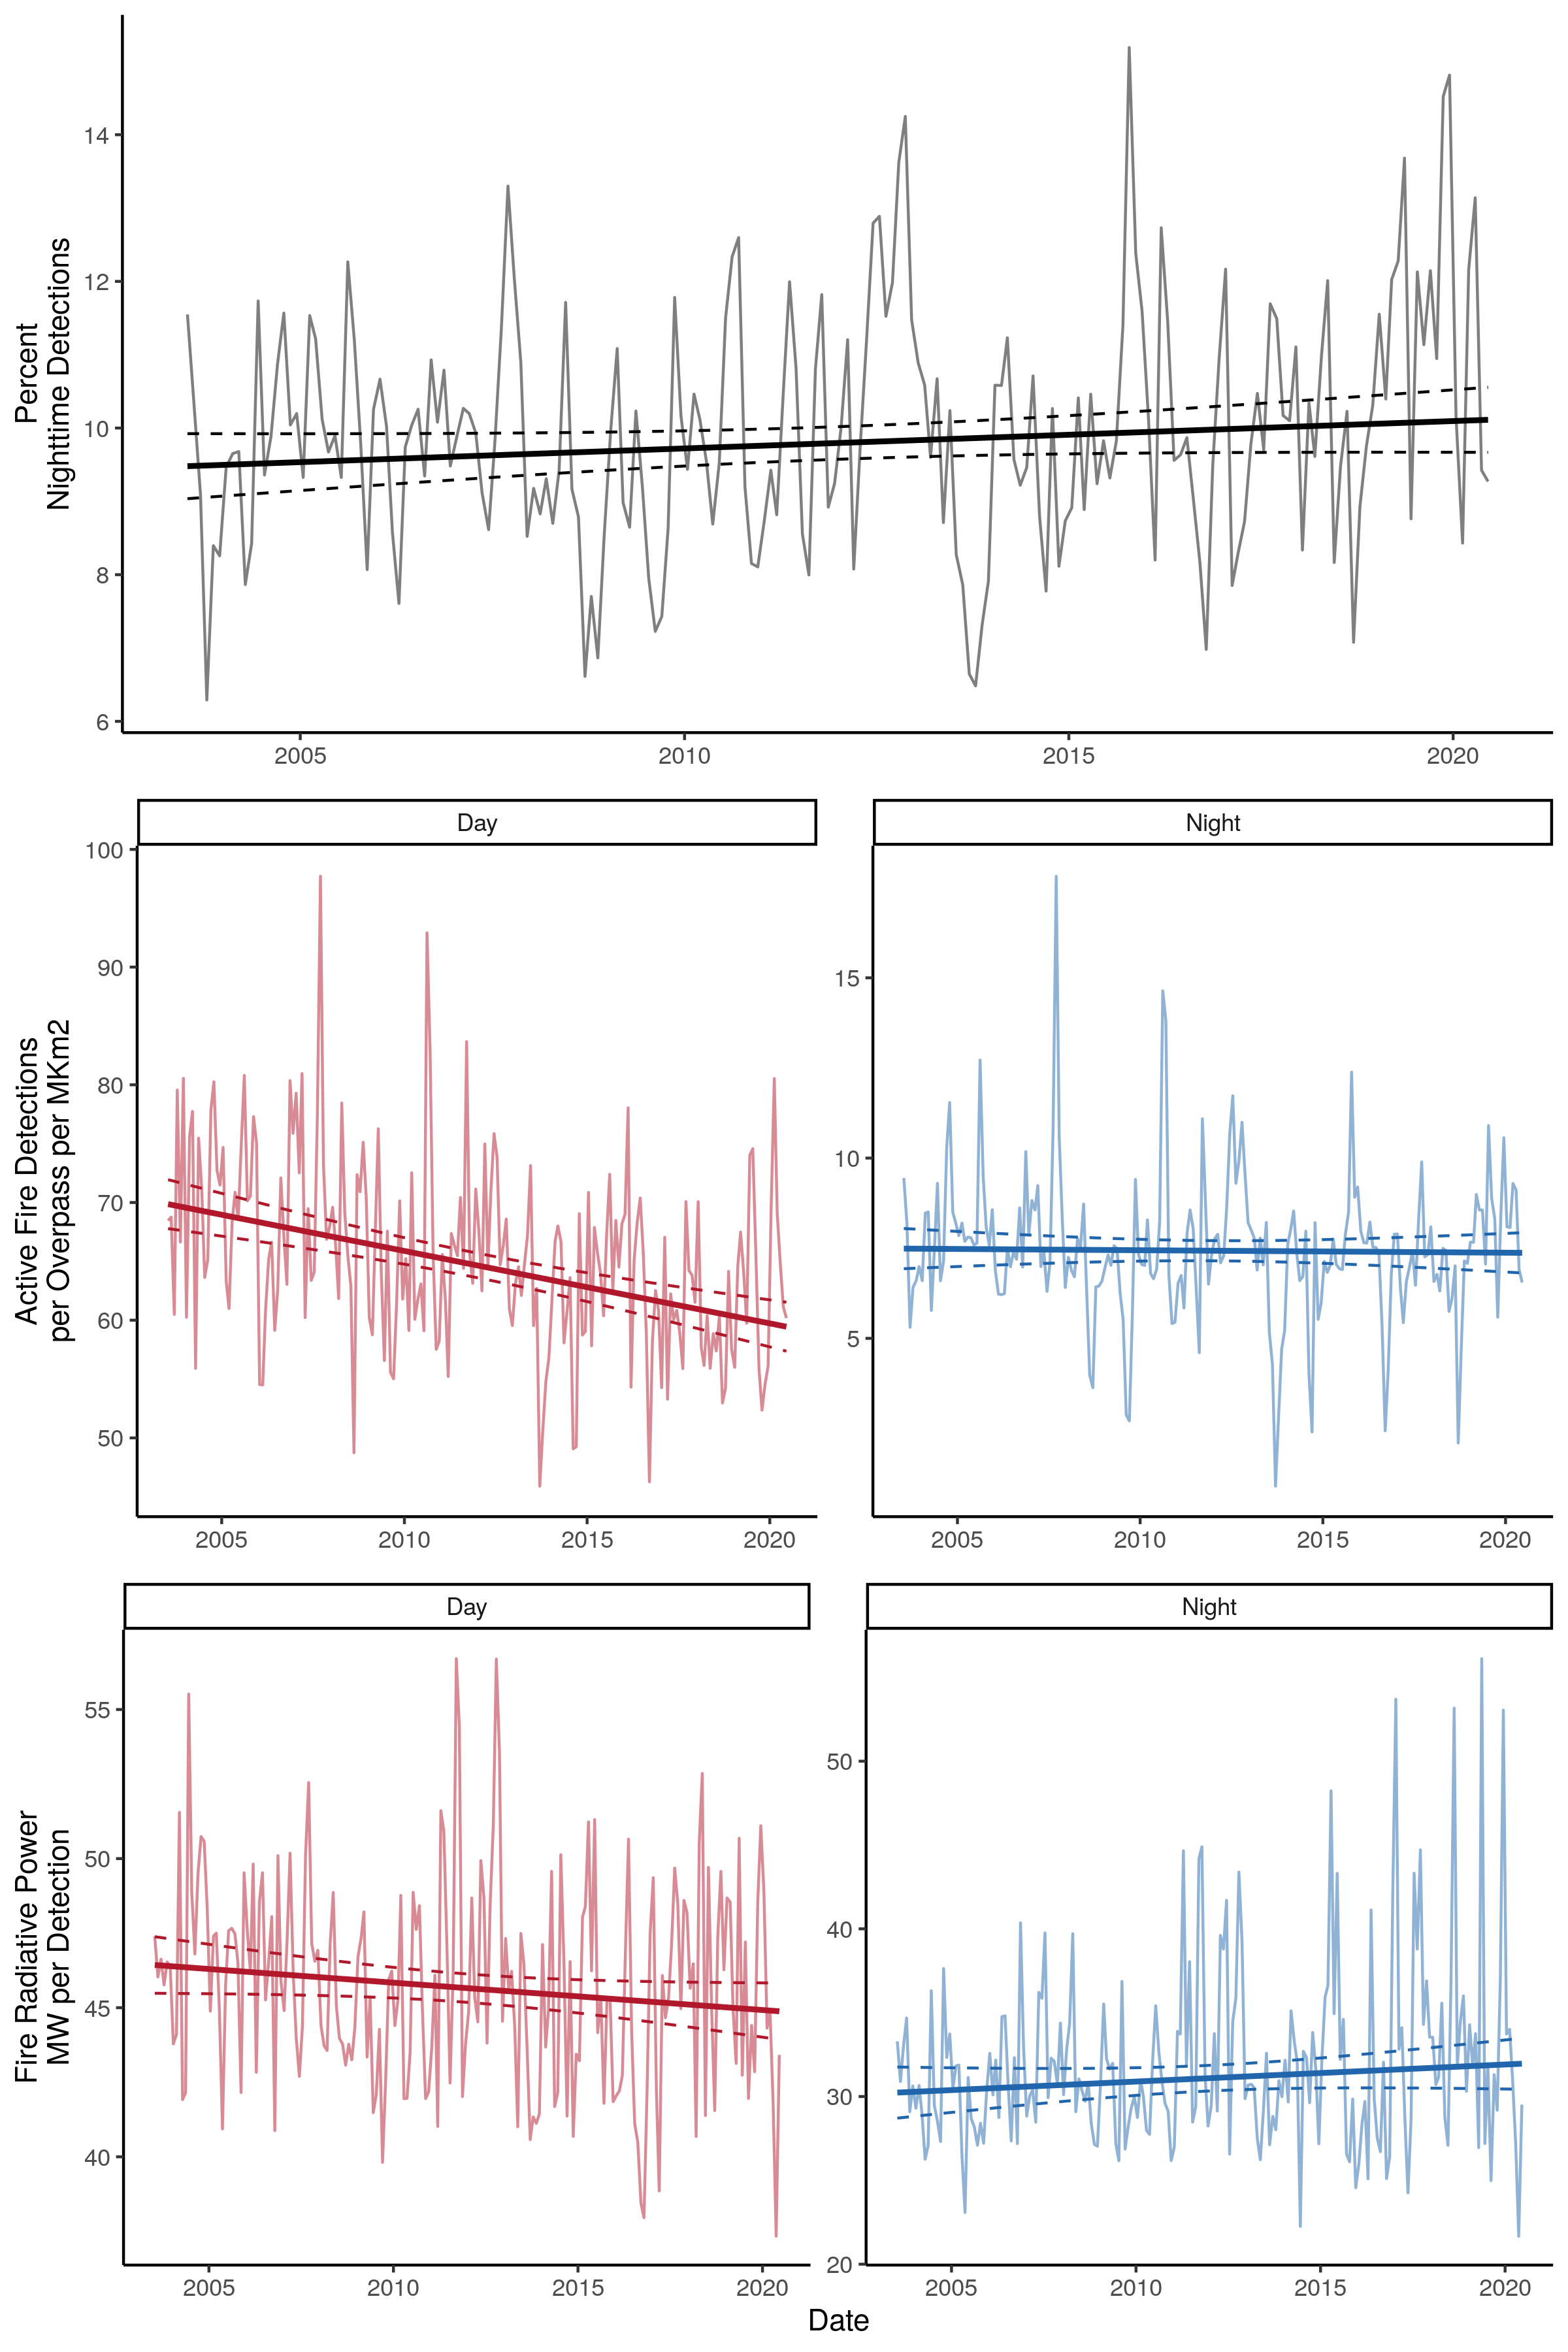 Percent
Nighttime Detections
14
12
10
8
6
2005 2010 2015 2020
Day Night
Active Fire Detections
per Overpass per MKm2
100
90
80
70
60
50
15
10
5
2005 2010 2015 2020 2005 2010 2015 2020
Day Night
Fire Radiative Power
MW per Detection
55
50
45
40
50
40
30
20
2005 2010 2015 2020 2005 2010 2015 2020
Date